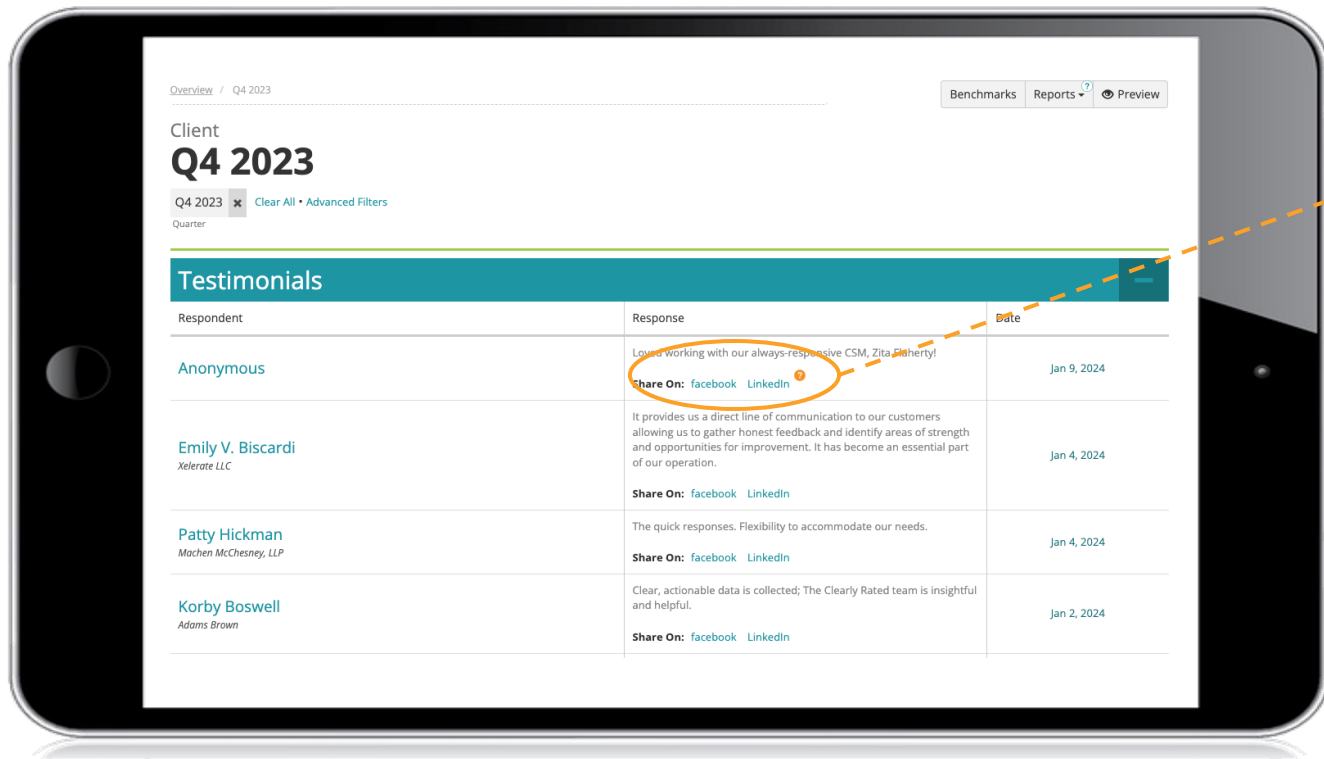 Overview / Q4 2023
Benchmarks Reports ? Preview
Client
Q4 2023
Q4 2023 × Clear All • Advanced Filters
Quarter
Testimonials
Respondent Response Date
Anonymous
Loved working with our always-responsive CSM, Zita Flaherty!
Share On: facebook LinkedIn ?
Jan 9, 2024
Emily V. Biscardi
Xelerate LLC
It provides us a direct line of communication to our customers
allowing us to gather honest feedback and identify areas of strength
and opportunities for improvement. It has become an essential part
of our operation.
Share On: facebook LinkedIn
Jan 4, 2024
Patty Hickman
Machen McChesney, LLP
The quick responses. Flexibility to accommodate our needs.
Share On: facebook LinkedIn
Jan 4, 2024
Korby Boswell
Adams Brown
Clear, actionable data is collected; The Clearly Rated team is insightful
and helpful.
Share On: facebook LinkedIn
Jan 2, 2024